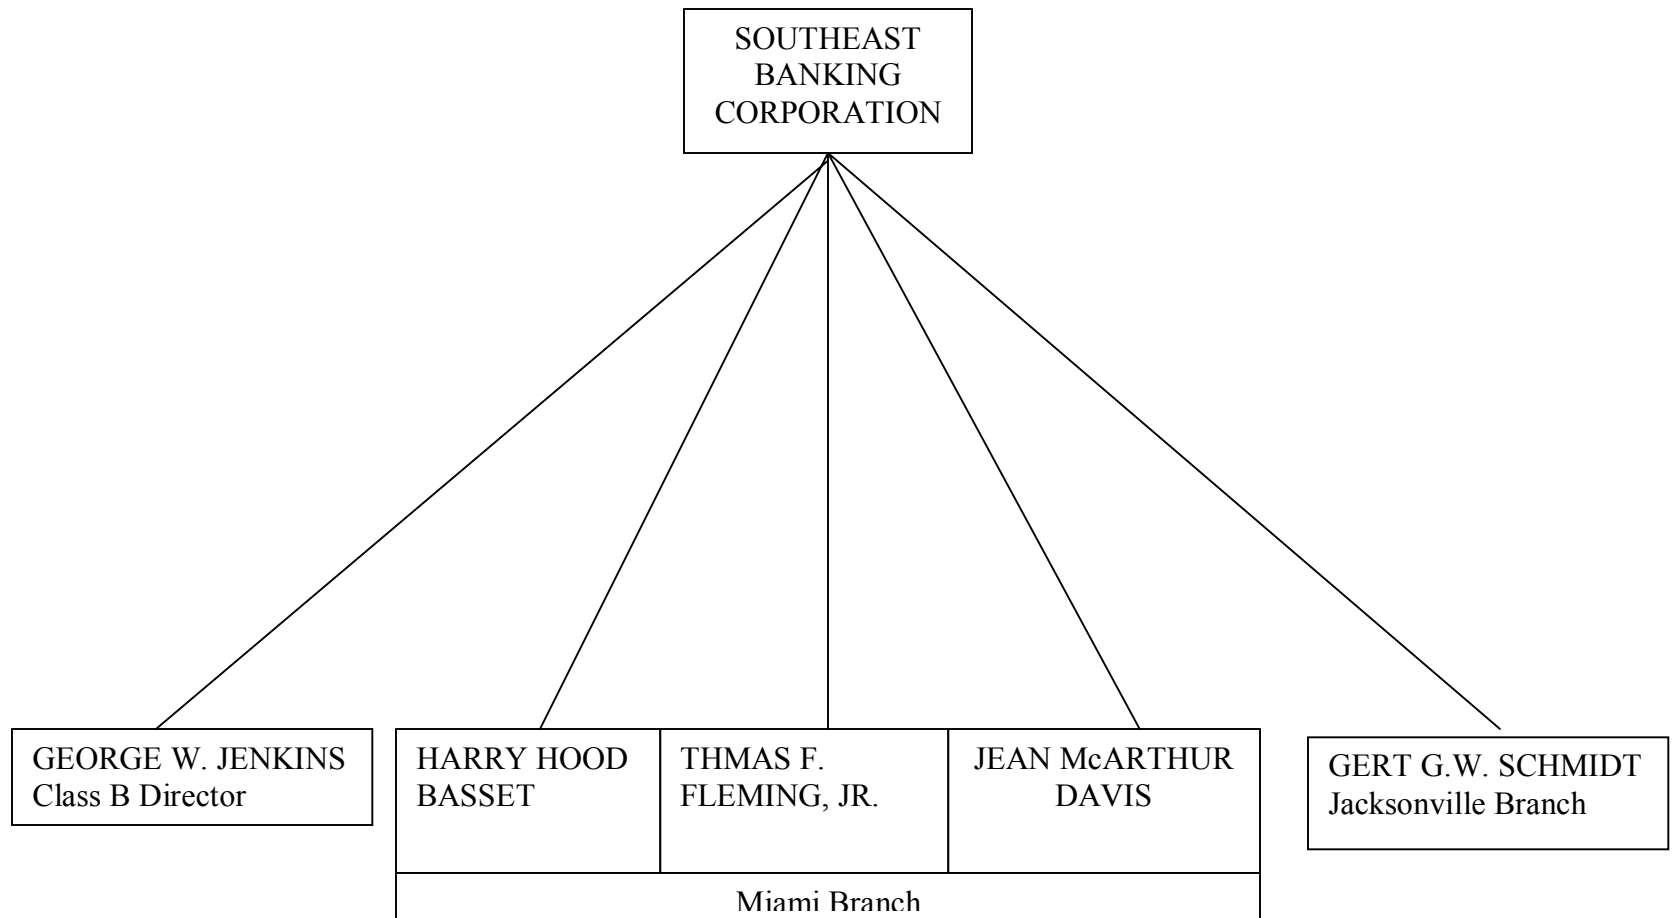 SOUTHEAST
BANKING
CORPORATION
GEORGE W. JENKINS
Class B Director
HARRY HOOD
BASSET
THMAS F.
FLEMING, JR.
JEAN McARTHUR
DAVIS
GERT G.W. SCHMIDT
Jacksonville Branch
Miami Branch